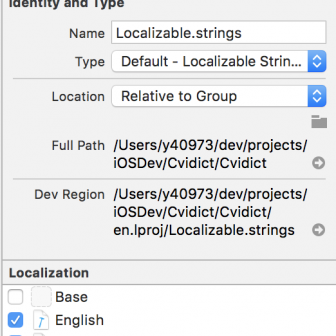 Identity and Type
Name Localizable.strings
Type Default - Localizable Strin...
Location Relative to Group
Full Path /Users/y40973/dev/projects/
iOSDev/Cvidict/Cvidict
Dev Region /Users/y40973/dev/projects/
iOSDev/Cvidict/Cvidict/
en.lproj/Localizable.strings
Localization
Base
English